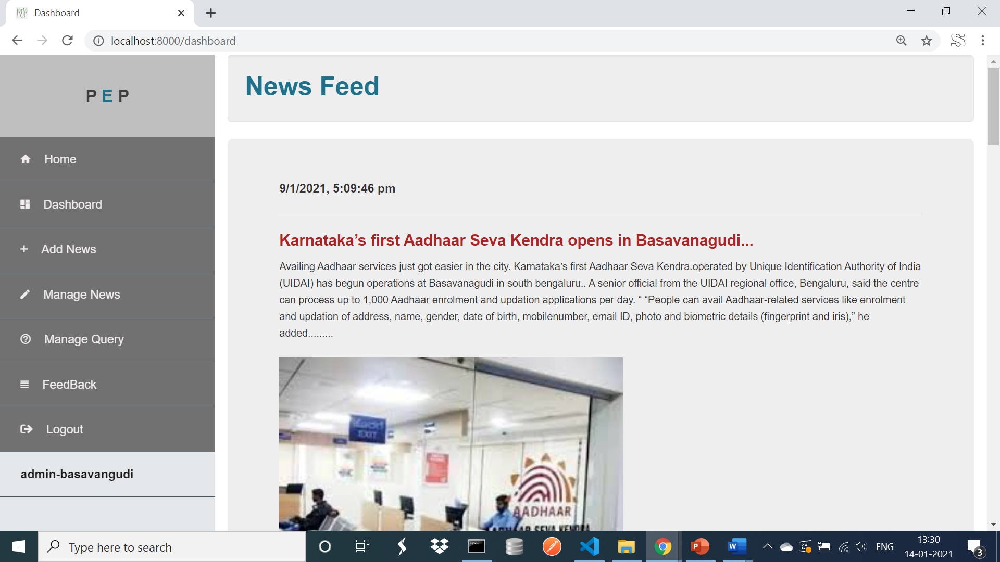 PEP Dashboard
localhost:8000/dashboard
P E P
Home
Dashboard
Add News
Manage News
Manage Query
FeedBack
Logout
admin-basavangudi
News Feed
9/1/2021, 5:09:46 pm
Karnataka’s first Aadhaar Seva Kendra opens in Basavanagudi...
Availing Aadhaar services just got easier in the city. Karnataka’s first Aadhaar Seva Kendra.operated by Unique Identification Authority of India
(UIDAI) has begun operations at Basavanagudi in south bengaluru.. A senior official from the UIDAI regional office, Bengaluru, said the centre
can process up to 1,000 Aadhaar enrolment and updation applications per day. “ “People can avail Aadhaar-related services like enrolment
and updation of address, name, gender, date of birth, mobilenumber, email ID, photo and biometric details (fingerprint and iris),” he
added.........
EXIT
AADHAAR
AADHAAR SEVA KENDRA
Type here to search
C:\
P
W
ENG
13:30
14-01-2021
3